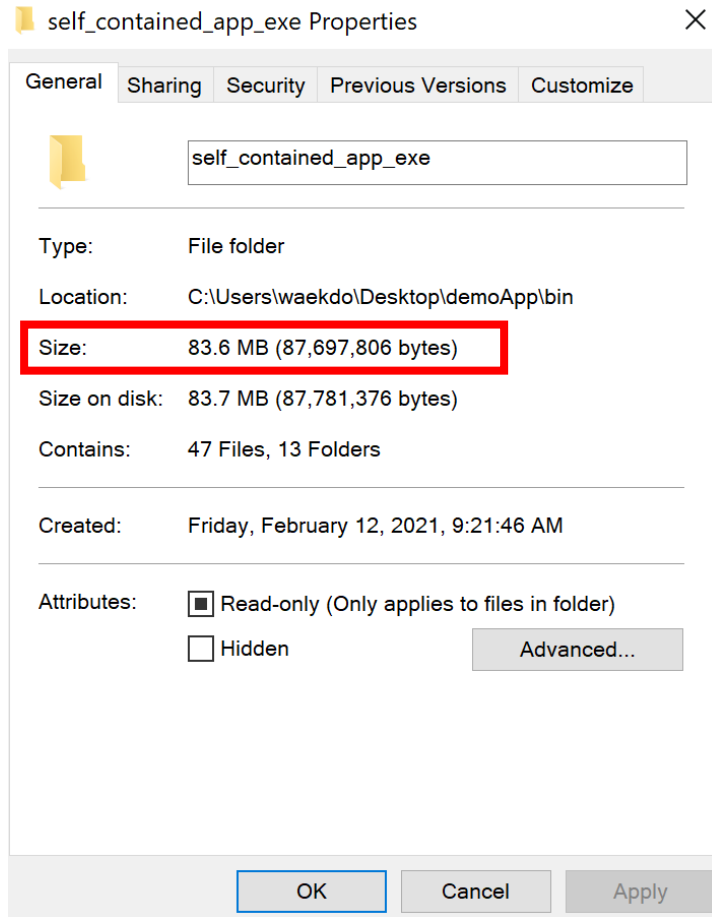 self_contained_app_exe Properties
General Sharing Security Previous Versions Customize
self_contained_app_exe
Type: File folder
Location: C:\Users\waekdo\Desktop\demoApp\bin
Size: 83.6 MB (87,697,806 bytes)
Size on disk: 83.7 MB (87,781,376 bytes)
Contains: 47 Files, 13 Folders
Created: Friday, February 12, 2021, 9:21:46 AM
Attributes: Read-only (Only applies to files in folder)
Hidden Advanced...
OK Cancel Apply